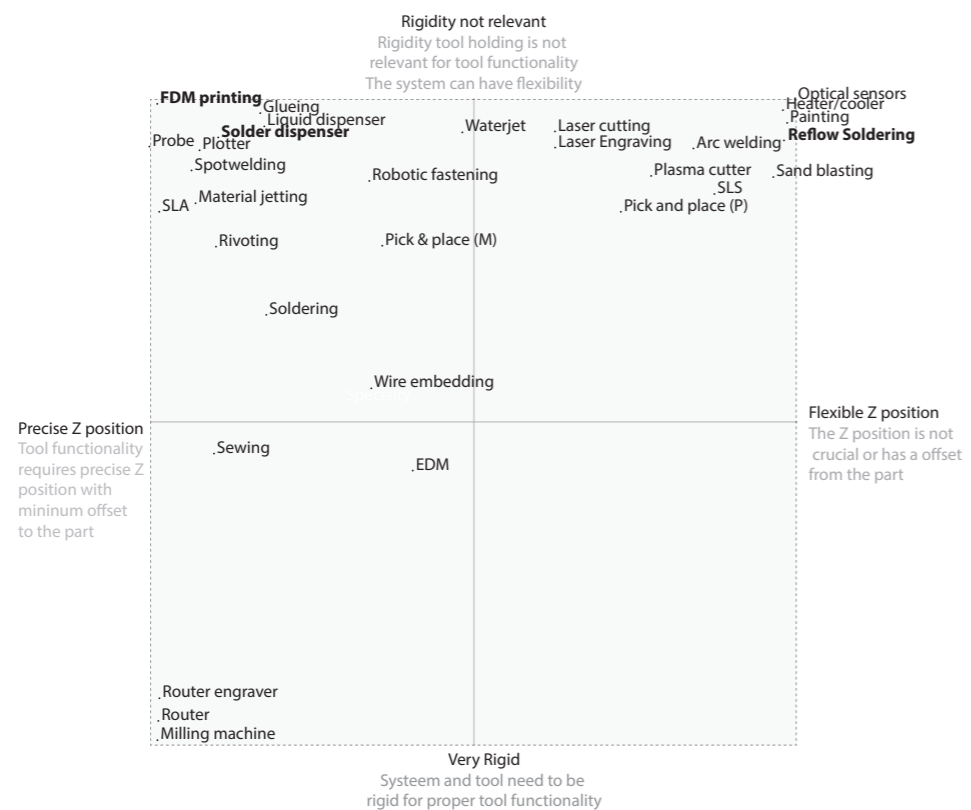 Rigidity not relevant
Rigidity tool holding is not
relevant for tool functionality
The system can have flexibility
Optical sensors
FDM printing
Heater/cooler
Glueing
Painting
Liquid dispenser
Waterjet
Laser cutting
Solder dispenser
Reflow Soldering
Probe
Plotter
Laser Engraving
Arc welding
Spotwelding
Plasma cutter
Sand blasting
Robotic fastening
SLS
Material jetting
SLA
Pick and place (P)
Rivoting
Pick & place (M)
Soldering
Wire embedding
Specialty
Precise Z position
Tool functionality
requires precise Z
position with
mininum offset
to the part
Flexible Z position
The Z position is not
crucial or has a offset
from the part
Sewing
EDM
Router engraver
Router
Milling machine
Very Rigid
Systeem and tool need to be
rigid for proper tool functionality